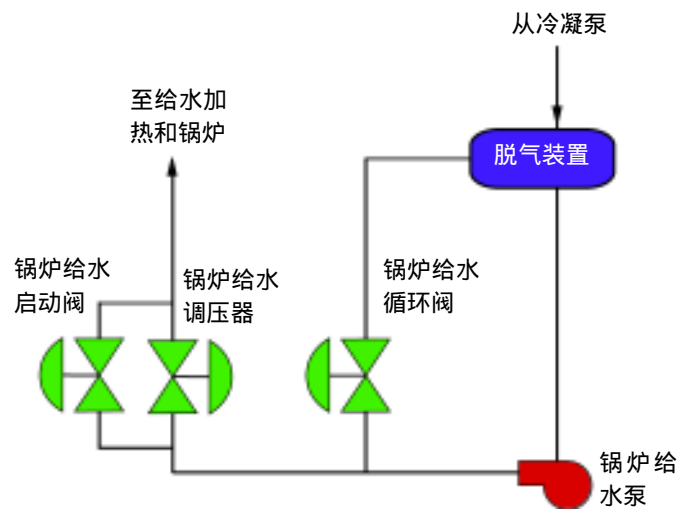 从冷凝泵
至给水加
热和锅炉
脱气装置
锅炉给水
启动阀
锅炉给水
调压器
锅炉给水
循环阀
锅炉给
水泵